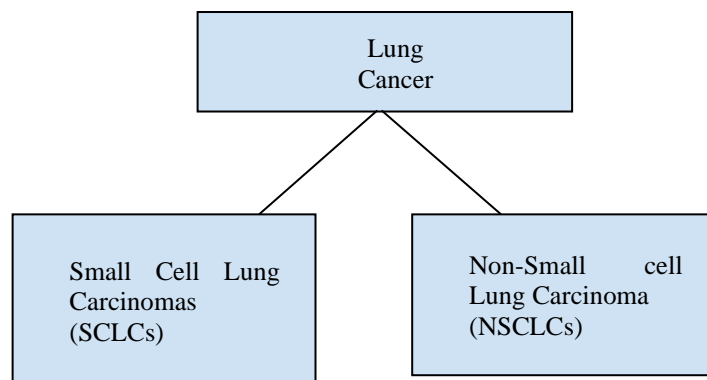 Lung
Cancer
Small Cell Lung
Carcinomas
(SCLCs)
Non-Small cell
Lung Carcinoma
(NSCLCs)